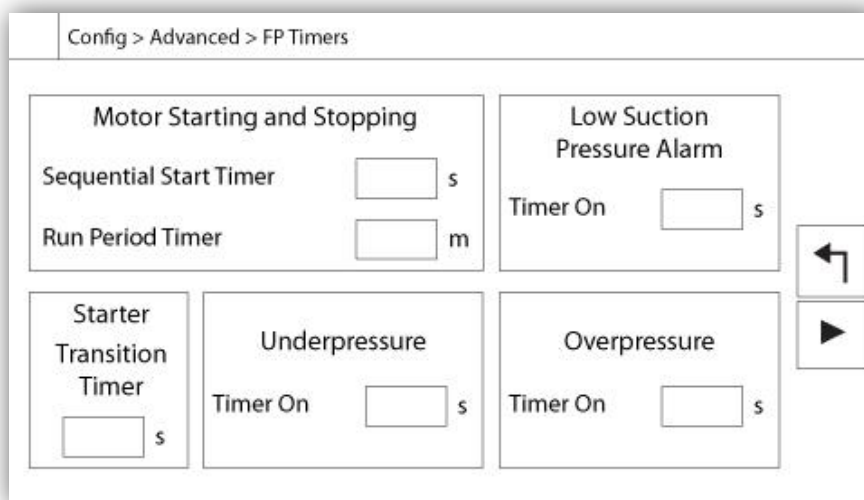 Config > Advanced > FP Timers
Motor Starting and Stopping
Sequential Start Timer s
Run Period Timer m
Low Suction
Pressure Alarm
Timer On s
Starter
Transition
Timer
s
Underpressure
Timer On s
Overpressure
Timer On s